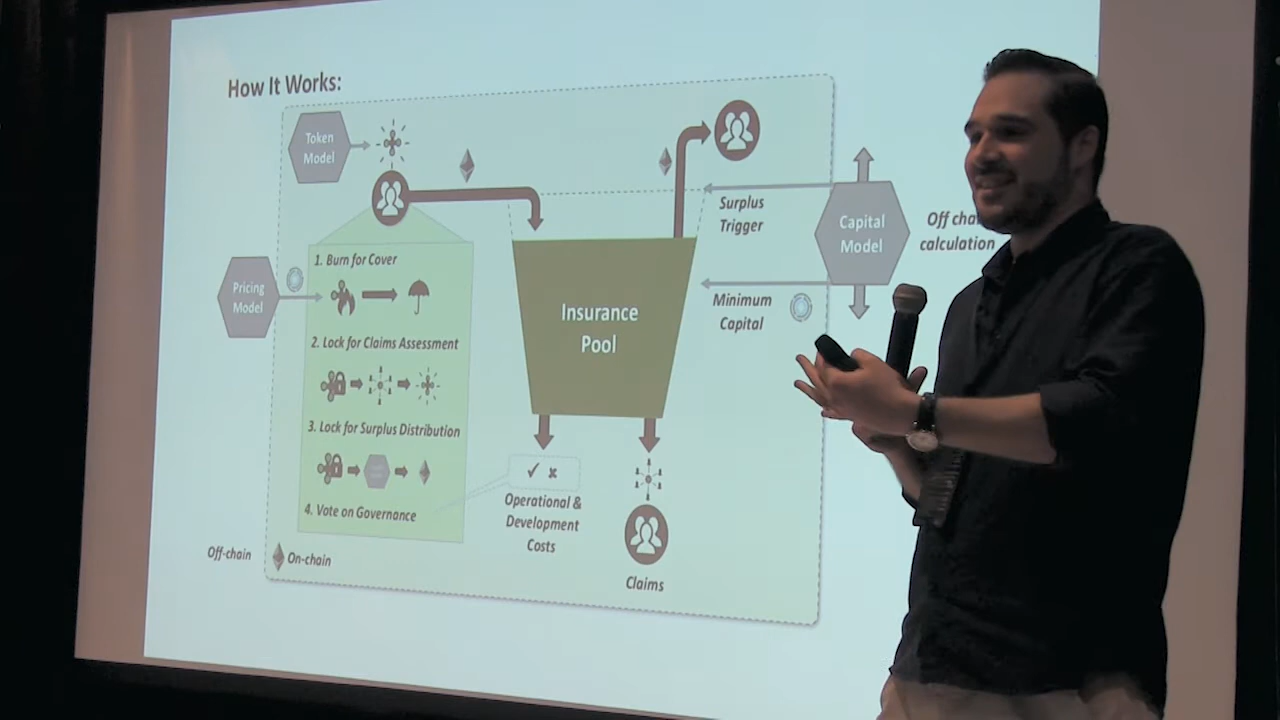 How It Works:
Token
Model
Pricing
Model
1. Burn for Cover
2. Lock for Claims Assessment
3. Lock for Surplus Distribution
4. Vote on Governance
Off-chain
On-chain
Insurance
Pool
Operational &
Development
Costs
Claims
Surplus
Trigger
Minimum
Capital
Capital
Model
Off
calculation